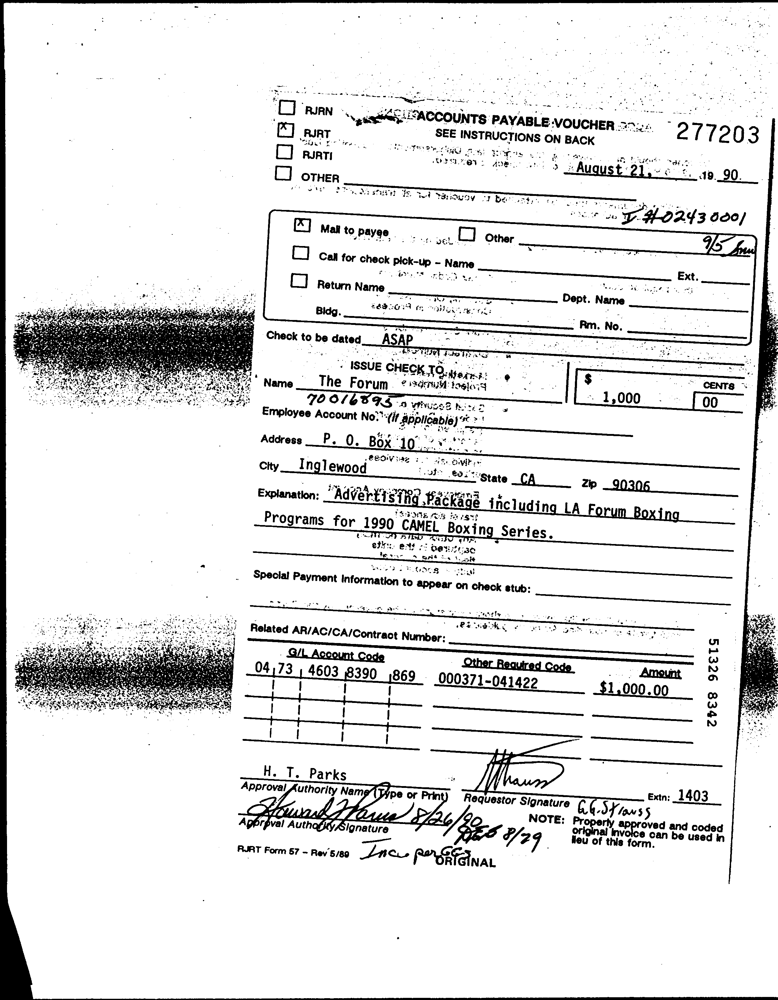 RJRN
ACCOUNTS PAYABLE VOUCHER
277203
X RJRT
SEE INSTRUCTIONS ON BACK
RJRTI
August 21, 19 90.
OTHER
I #02430001
X Mail to payee
Other
9/5
Call for check pick-up - Name
Ext.
Return Name
Dept. Name
Bldg.
Rm. No.
Check to be dated ASAP
ISSUE CHECK TO
Name The Forum
$ 1,000
CENTS
00
70016895
Employee Account No. (If applicable)
Address P. O. Box 10
City Inglewood State CA Zip 90306
Explanation: Advertising Package including LA Forum Boxing
Programs for 1990 CAMEL Boxing Series.
Special Payment Information to appear on check stub:
Related AR/AC/CA/Contract Number:
G/L Account Code
Other Required Code
Amount
04 73 4603 8390 869 000371-041422 $1,000.00
51326 8342
H. T. Parks
Approval Authority Name (Type or Print)
Requestor Signature
Extn: 1403
G.G. Strauss
8/26/90
Approval Authority Signature
8/29
NOTE: Properly approved and coded
original invoice can be used in
lieu of this form.
RJRT Form 57 - Rev 5/89
Inc per GGS
ORIGINAL